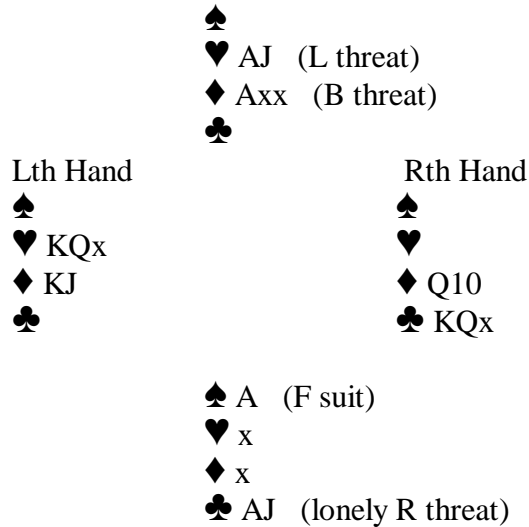 ♠
♥ AJ (L threat)
♦ Axx (B threat)
♣
Lth Hand Rth Hand
♠ ♠
♥ KQx ♥
♦ KJ ♦ Q10
♣ ♣ KQx
♠ A (F suit)
♥ x
♦ x
♣ AJ (lonely R threat)